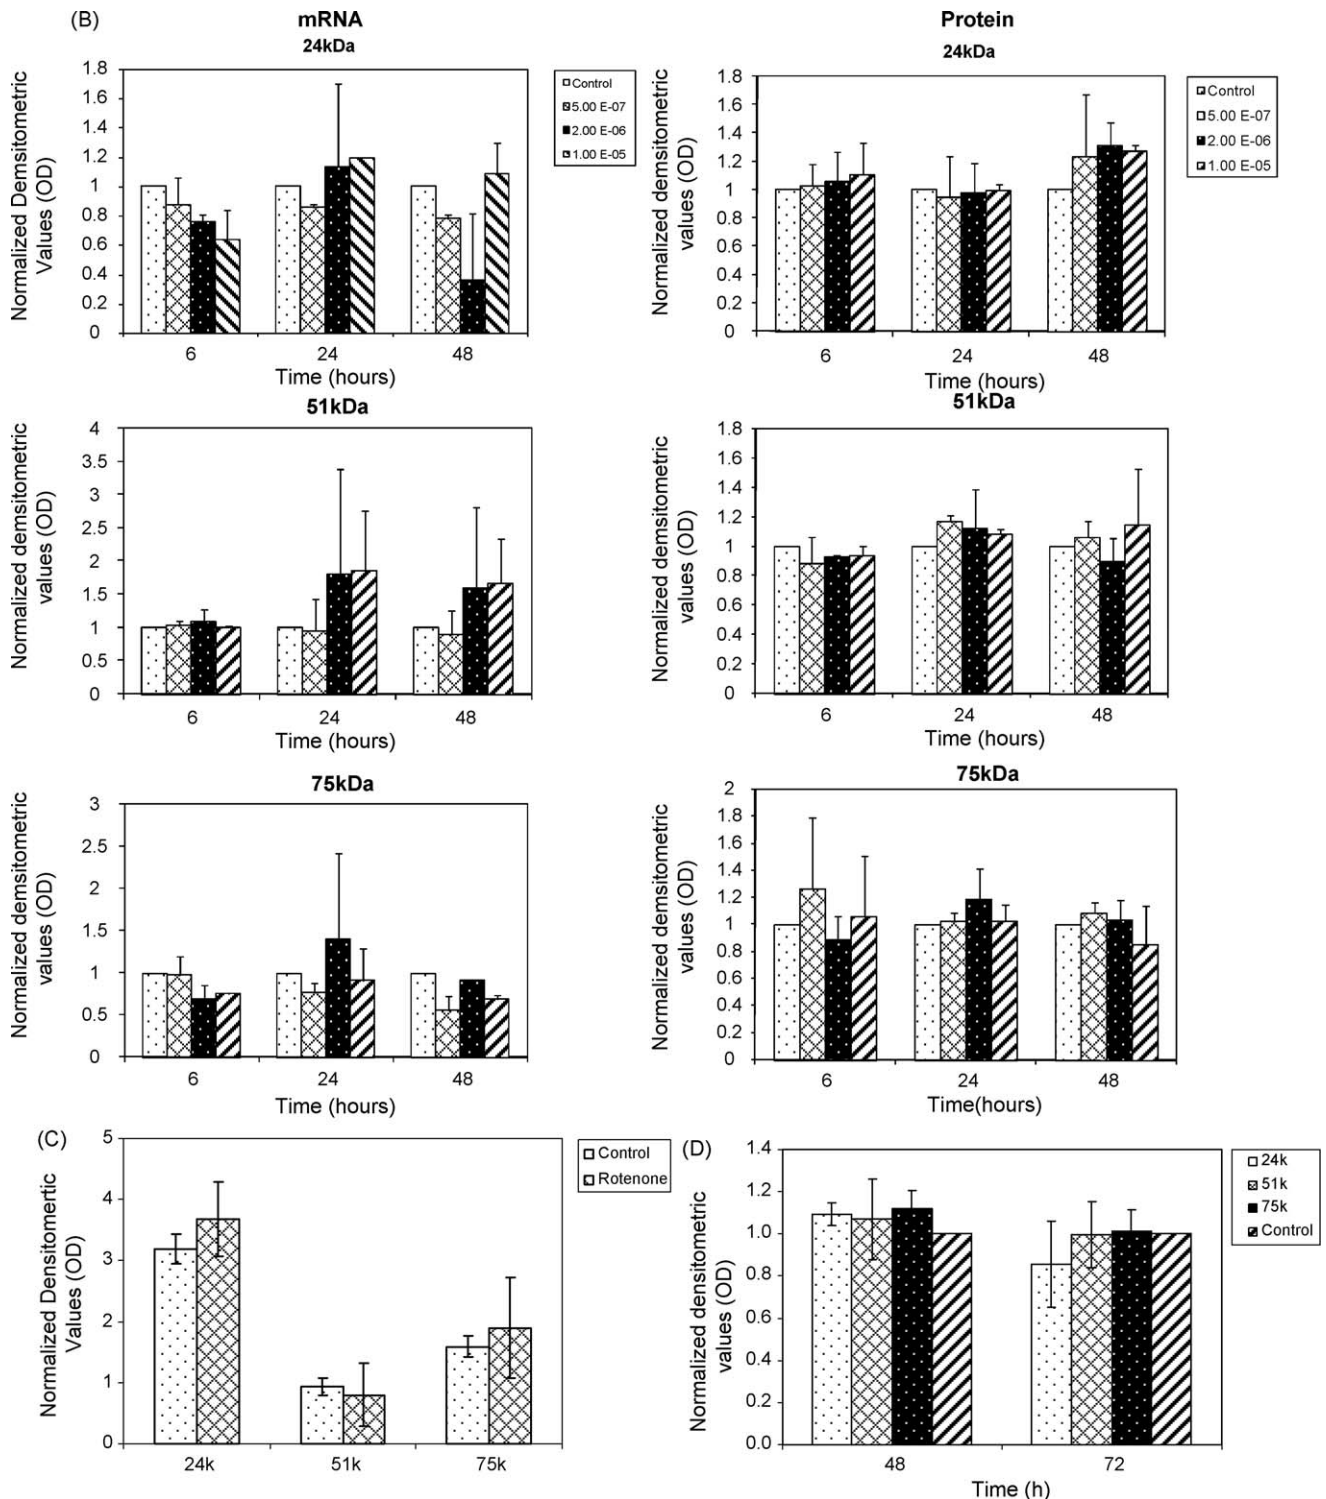 (B)
mRNA
24kDa
Normalized Demsitometric
Values (OD)
1.8
1.6
1.4
1.2
1
0.8
0.6
0.4
0.2
0
6
24
48
Time (hours)
Control
5.00 E-07
2.00 E-06
1.00 E-05
Protein
24kDa
Normalized demsitometric
values (OD)
1.8
1.6
1.4
1.2
1
0.8
0.6
0.4
0.2
0
6
24
48
Time (hours)
Control
5.00 E-07
2.00 E-06
1.00 E-05
51kDa
Normalized demsitometric
values (OD)
4
3.5
3
2.5
2
1.5
1
0.5
0
6
24
48
Time (hours)
51kDa
Normalized demsitometric
values (OD)
1.8
1.6
1.4
1.2
1
0.8
0.6
0.4
0.2
0
6
24
48
Time (hours)
75kDa
Normalized demsitometric
values (OD)
3
2.5
2
1.5
1
0.5
0
6
24
48
Time (hours)
75kDa
Normalized demsitometric
values (OD)
2
1.8
1.6
1.4
1.2
1
0.8
0.6
0.4
0.2
0
6
24
48
Time(hours)
(C)
Normalized Densitomertic
Values (OD)
5
4
3
2
1
0
24k
51k
75k
Control
Rotenone
(D)
Normalized densitometric
values (OD)
1.4
1.2
1.0
0.8
0.6
0.4
0.2
0.0
48
72
Time (h)
24k
51k
75k
Control